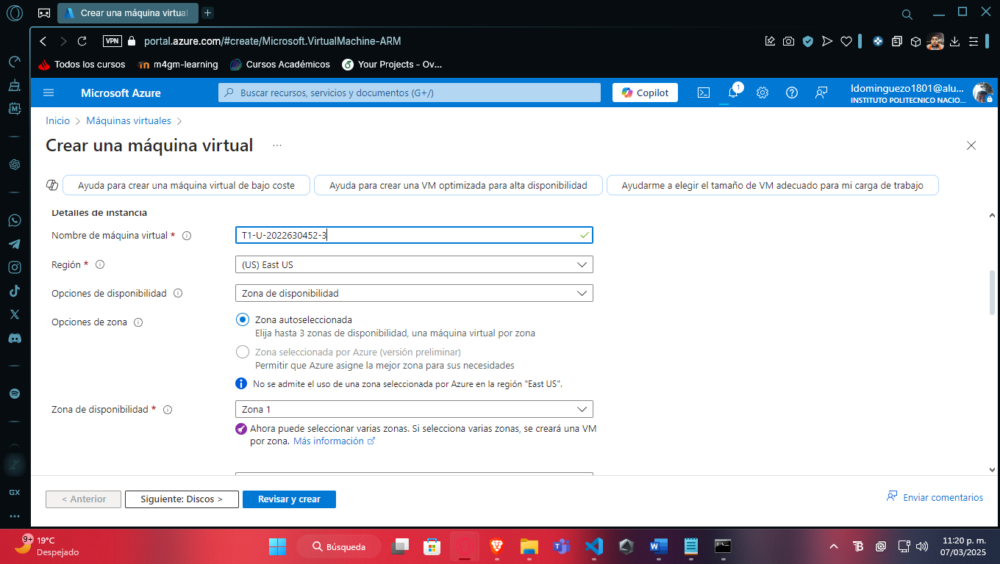 Crear una máquina virtual
VPN
portal.azure.com/#create/Microsoft.VirtualMachine-ARM
Todos los cursos
m4gm-learning
Cursos Académicos
Your Projects - Ov...
Microsoft Azure
Buscar recursos, servicios y documentos (G+/)
Copilot
1
ldominguezo1801@alu...
INSTITUTO POLITECNICO NACIO...
Inicio > Máquinas virtuales >
Crear una máquina virtual ...
Ayuda para crear una máquina virtual de bajo coste
Ayuda para crear una VM optimizada para alta disponibilidad
Ayudarme a elegir el tamaño de VM adecuado para mi carga de trabajo
Detalles de instancia
Nombre de máquina virtual *
T1-U-2022630452-3
Región *
(US) East US
Opciones de disponibilidad
Zona de disponibilidad
Opciones de zona
Zona autoseleccionada
Elija hasta 3 zonas de disponibilidad, una máquina virtual por zona
Zona seleccionada por Azure (versión preliminar)
Permitir que Azure asigne la mejor zona para sus necesidades
No se admite el uso de una zona seleccionada por Azure en la región "East US".
Zona de disponibilidad *
Zona 1
Ahora puede seleccionar varias zonas. Si selecciona varias zonas, se creará una VM
por zona. Más información
< Anterior
Siguiente: Discos >
Revisar y crear
Enviar comentarios
GX
9+
19°C
Despejado
Búsqueda
11:20 p. m.
07/03/2025